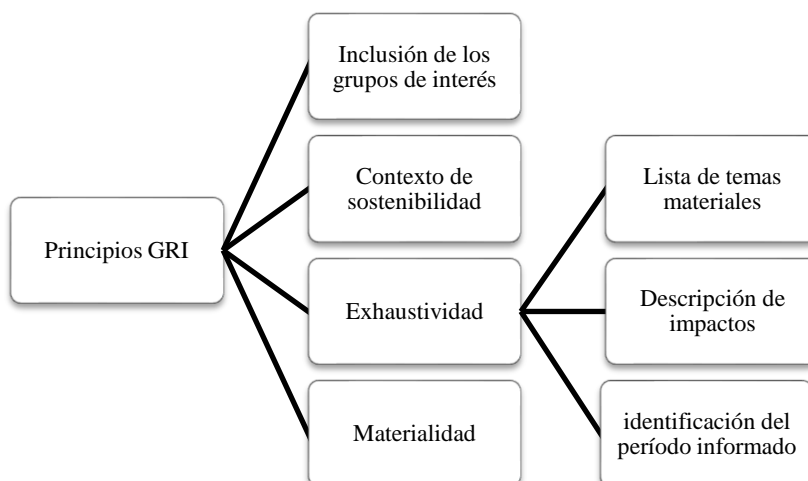 Principios GRI
Inclusión de los
grupos de interés
Contexto de
sostenibilidad
Exhaustividad
Materialidad
Lista de temas
materiales
Descripción de
impactos
identificación del
período informado